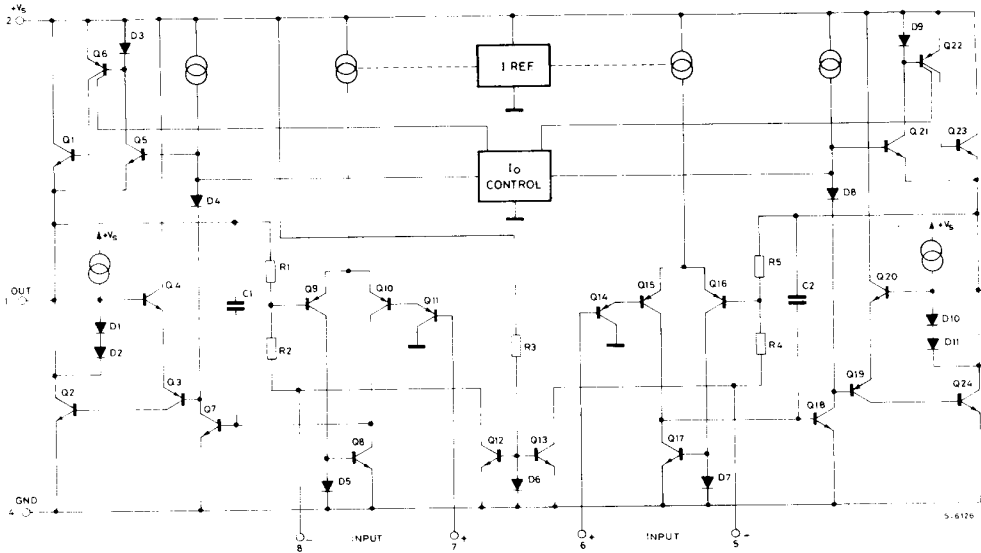 +Vs
2
D3
Q6
I REF
D9
Q22
Q1
Q5
I₀
CONTROL
Q21
Q23
D4
D8
+Vs
+Vs
R1
R5
OUT
1
Q4
C1
Q9
Q10
Q11
Q14
Q15
Q16
C2
Q20
D1
D2
R2
R3
R4
D10
D11
Q2
Q3
Q7
Q19
Q18
Q24
Q8
Q12
Q13
Q17
D5
D6
D7
GND
4
S-6126
8 -
INPUT
7 +
6 +
INPUT
5 -